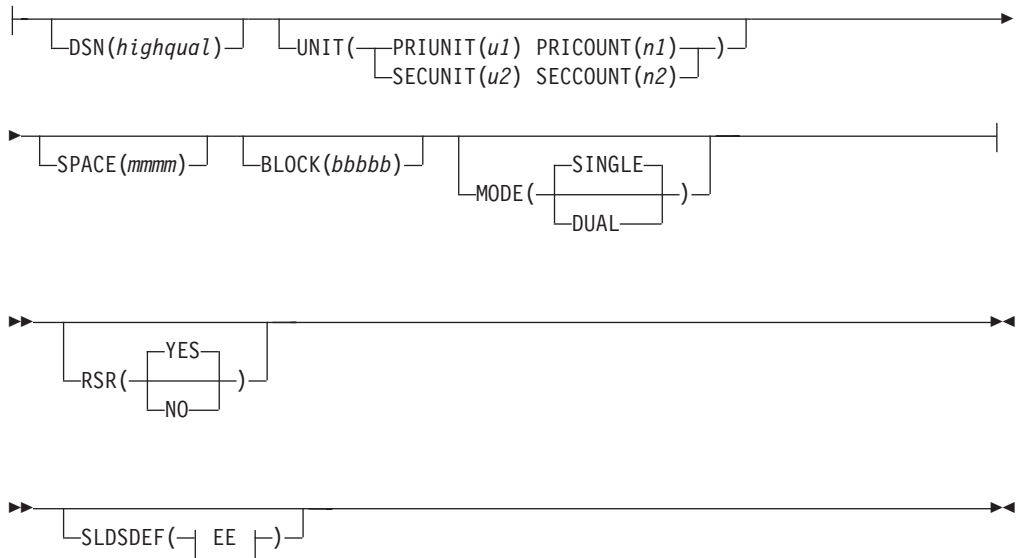 DSN(highqual) UNIT( PRIUNIT(u1) PRICOUNT(n1) )
SECUNIT(u2) SECCOUNT(n2)
SPACE(mmmm) BLOCK(bbbbb) SINGLE
MODE( )
DUAL
YES
RSR( )
NO
SLDSDEF( EE )